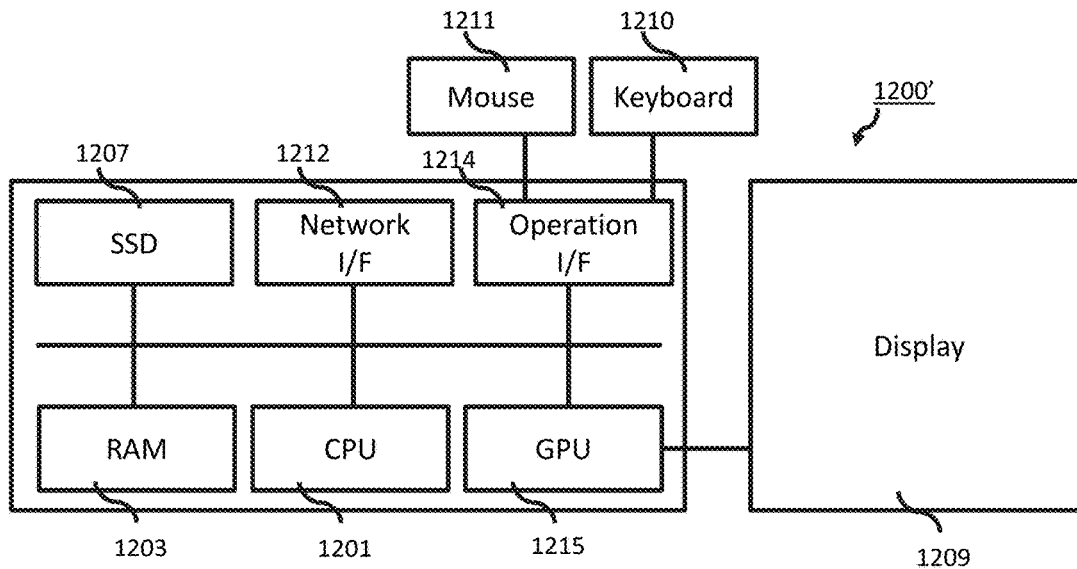 1211
1210
Mouse
Keyboard
1200'
1207
1212
1214
SSD
Network
I/F
Operation
I/F
Display
RAM
CPU
GPU
1203
1201
1215
1209